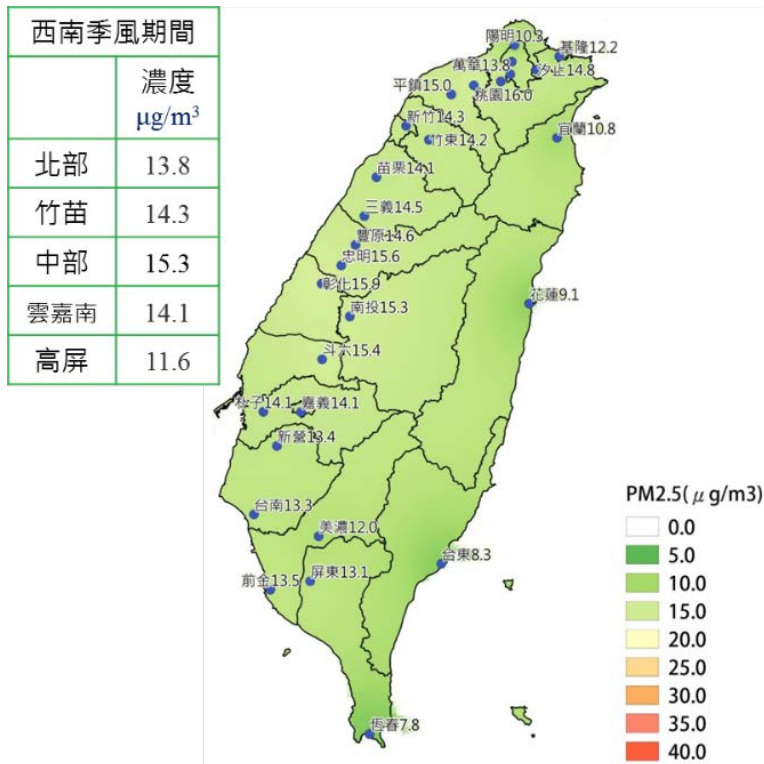 西南季風期間
濃度
μg/m³
北部 13.8
竹苗 14.3
中部 15.3
雲嘉南 14.1
高屏 11.6
陽明10.3
基隆12.2
萬華13.8
汐止14.8
平鎮15.0
桃園16.0
新竹14.3
竹東14.2
宜蘭10.8
苗栗14.1
三義14.5
豐原14.6
忠明15.6
彰化15.9
花蓮9.1
南投15.3
斗六15.4
朴子14.1
嘉義14.1
新營13.4
台南13.3
美濃12.0
台東8.3
前金13.5
屏東13.1
恆春7.8
PM2.5(μg/m3)
0.0
5.0
10.0
15.0
20.0
25.0
30.0
35.0
40.0